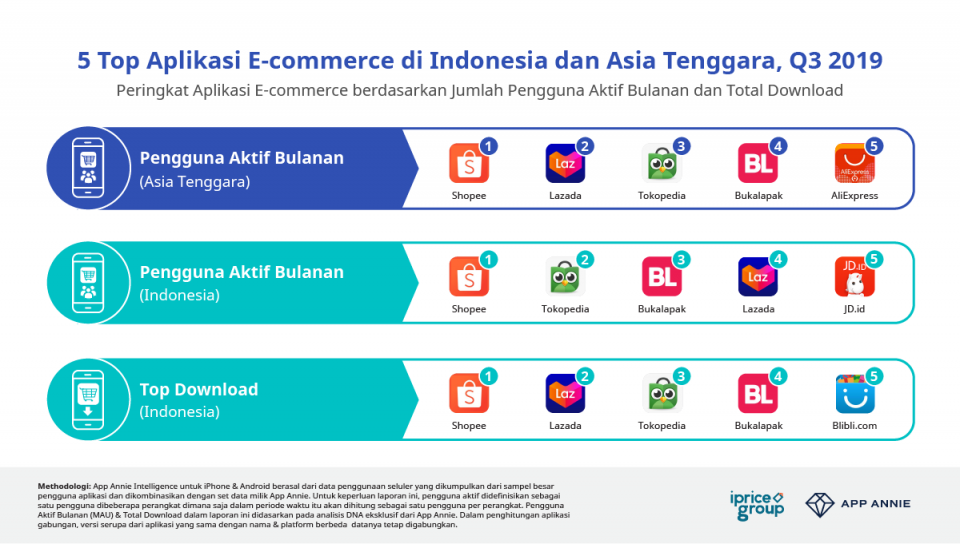 5 Top Aplikasi E-commerce di Indonesia dan Asia Tenggara, Q3 2019
Peringkat Aplikasi E-commerce berdasarkan Jumlah Pengguna Aktif Bulanan dan Total Download
Pengguna Aktif Bulanan
(Asia Tenggara)
1 2 3 4 5
S Laz BL AliExpress
Shopee Lazada Tokopedia Bukalapak AliExpress
Pengguna Aktif Bulanan
(Indonesia)
1 2 3 4 5
S BL Laz JD.ID
Shopee Tokopedia Bukalapak Lazada JD.id
Top Download
(Indonesia)
1 2 3 4 5
S Laz BL
Shopee Lazada Tokopedia Bukalapak Blibli.com
Methodologi: App Annie Intelligence untuk iPhone & Android berasal dari data penggunaan seluler yang dikumpulkan dari sampel besar
pengguna aplikasi dan dikombinasikan dengan set data milik App Annie. Untuk keperluan laporan ini, pengguna aktif didefinisikan sebagai
satu pengguna dibeberapa perangkat dimana saja dalam periode waktu itu akan dihitung sebagai satu pengguna per perangkat. Pengguna
Aktif Bulanan (MAU) & Total Download dalam laporan ini didasarkan pada analisis DNA eksklusif dari App Annie. Dalam penghitungan aplikasi
gabungan, versi serupa dari aplikasi yang sama dengan nama & platform berbeda datanya tetap digabungkan.
iprice
group
APP ANNIE